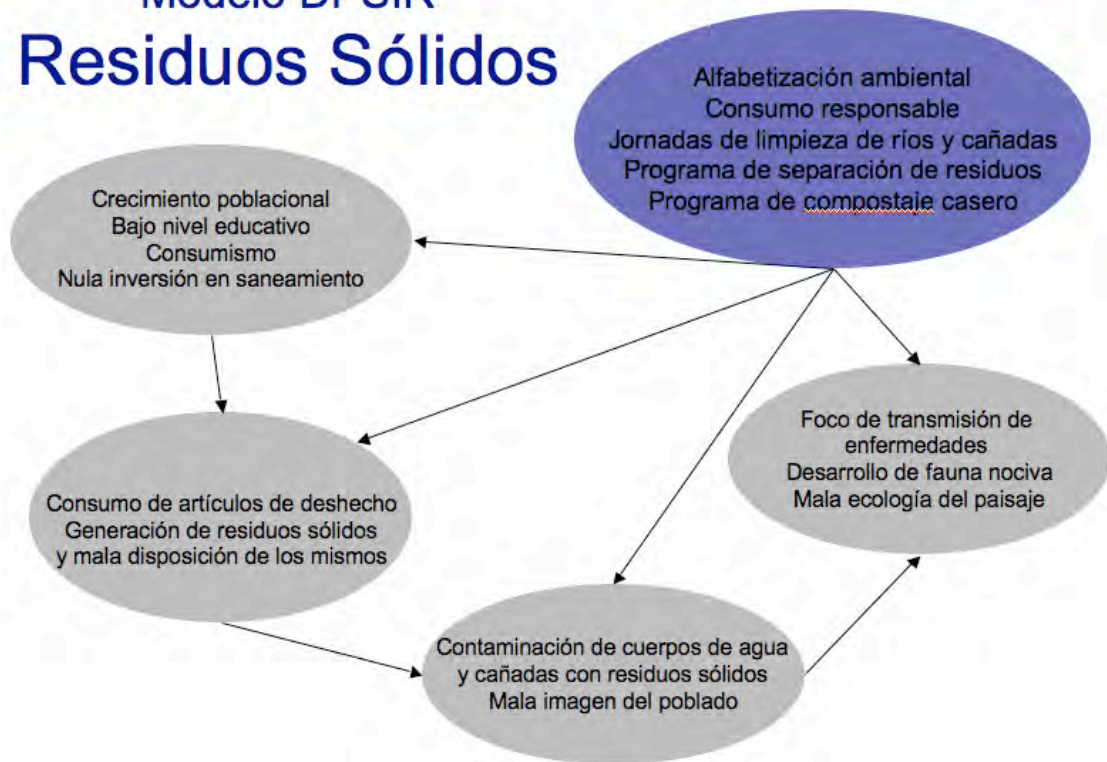 Modelo DPSIR
Residuos Sólidos
Alfabetización ambiental
Consumo responsable
Jornadas de limpieza de ríos y cañadas
Programa de separación de residuos
Programa de compostaje casero
Crecimiento poblacional
Bajo nivel educativo
Consumismo
Nula inversión en saneamiento
Foco de transmisión de
enfermedades
Desarrollo de fauna nociva
Mala ecología del paisaje
Consumo de artículos de deshecho
Generación de residuos sólidos
y mala disposición de los mismos
Contaminación de cuerpos de agua
y cañadas con residuos sólidos
Mala imagen del poblado